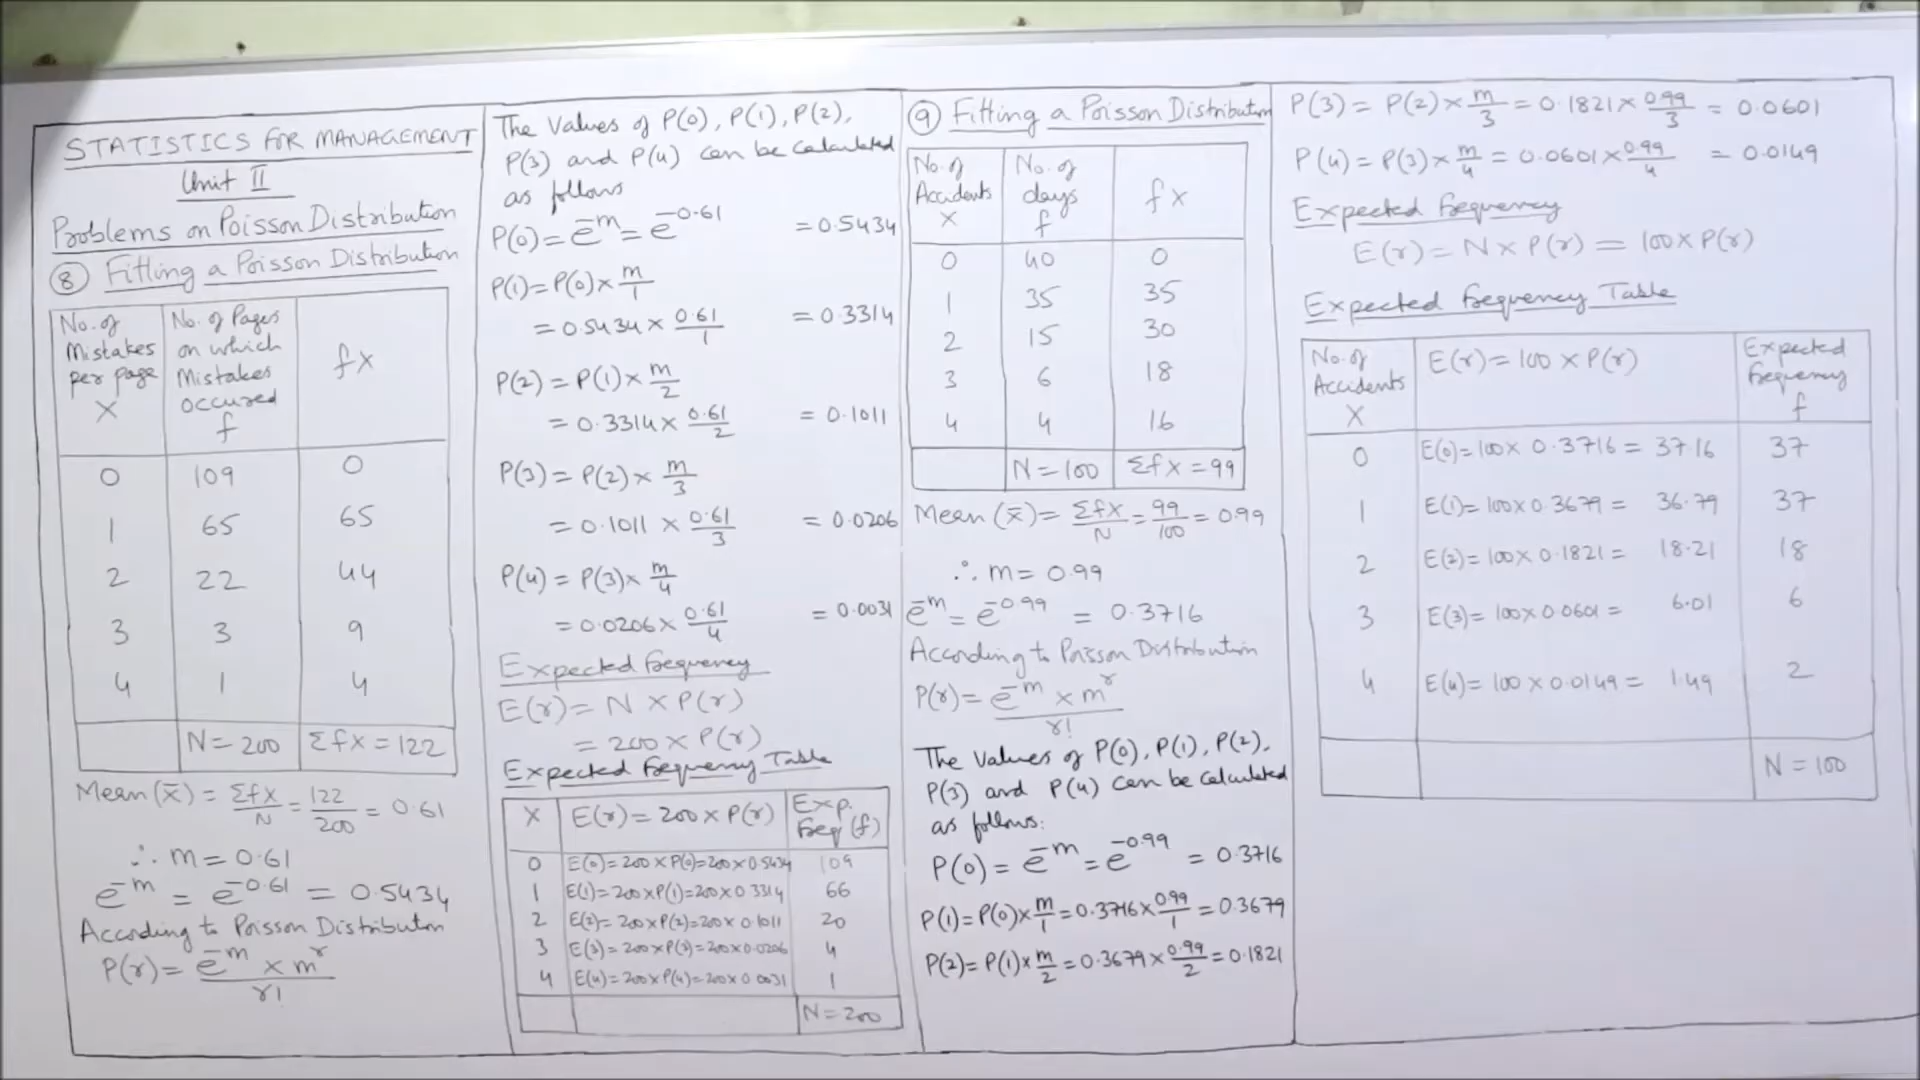 STATISTICS FOR MANAGEMENT
Unit II
Problems on Poisson Distribution
⑧ Fitting a Poisson Distribution
No. of Mistakes per page X | No. of Pages on which Mistakes occured f | fx
0 | 109 | 0
1 | 65 | 65
2 | 22 | 44
3 | 3 | 9
4 | 1 | 4
N = 200 | Σfx = 122
Mean (x̄) = Σfx/N = 122/200 = 0.61
∴ m = 0.61
e^-m = e^-0.61 = 0.5434
According to Poisson Distributon
P(r) = e^-m × m^r / r!
The Values of P(0), P(1), P(2),
P(3) and P(4) can be calculated
as follows
P(0) = e^-m = e^-0.61 = 0.5434
P(1) = P(0) × m/1
= 0.5434 × 0.61/1 = 0.3314
P(2) = P(1) × m/2
= 0.3314 × 0.61/2 = 0.1011
P(3) = P(2) × m/3
= 0.1011 × 0.61/3 = 0.0206
P(4) = P(3) × m/4
= 0.0206 × 0.61/4 = 0.0031
Expected frequency
E(r) = N × P(r)
= 200 × P(r)
Expected frequency Table
X | E(r) = 200 × P(r) | Exp. freq (f)
0 | E(0) = 200 × P(0) = 200 × 0.5434 | 109
1 | E(1) = 200 × P(1) = 200 × 0.3314 | 66
2 | E(2) = 200 × P(2) = 200 × 0.1011 | 20
3 | E(3) = 200 × P(3) = 200 × 0.0206 | 4
4 | E(4) = 200 × P(4) = 200 × 0.0031 | 1
N = 200
⑨ Fitting a Poisson Distribution
No. of Accidents X | No. of days f | fx
0 | 40 | 0
1 | 35 | 35
2 | 15 | 30
3 | 6 | 18
4 | 4 | 16
N = 100 | Σfx = 99
Mean (x̄) = Σfx/N = 99/100 = 0.99
∴ m = 0.99
e^-m = e^-0.99 = 0.3716
According to Poisson Distribution
P(r) = e^-m × m^r / r!
The Values of P(0), P(1), P(2),
P(3) and P(4) can be calculated
as follows:
P(0) = e^-m = e^-0.99 = 0.3716
P(1) = P(0) × m/1 = 0.3716 × 0.99/1 = 0.3679
P(2) = P(1) × m/2 = 0.3679 × 0.99/2 = 0.1821
P(3) = P(2) × m/3 = 0.1821 × 0.99/3 = 0.0601
P(4) = P(3) × m/4 = 0.0601 × 0.99/4 = 0.0149
Expected frequency
E(r) = N × P(r) = 100 × P(r)
Expected frequency Table
No. of Accidents X | E(r) = 100 × P(r) | Expected frequency f
0 | E(0) = 100 × 0.3716 = 37.16 | 37
1 | E(1) = 100 × 0.3679 = 36.79 | 37
2 | E(2) = 100 × 0.1821 = 18.21 | 18
3 | E(3) = 100 × 0.0601 = 6.01 | 6
4 | E(4) = 100 × 0.0149 = 1.49 | 2
N = 100